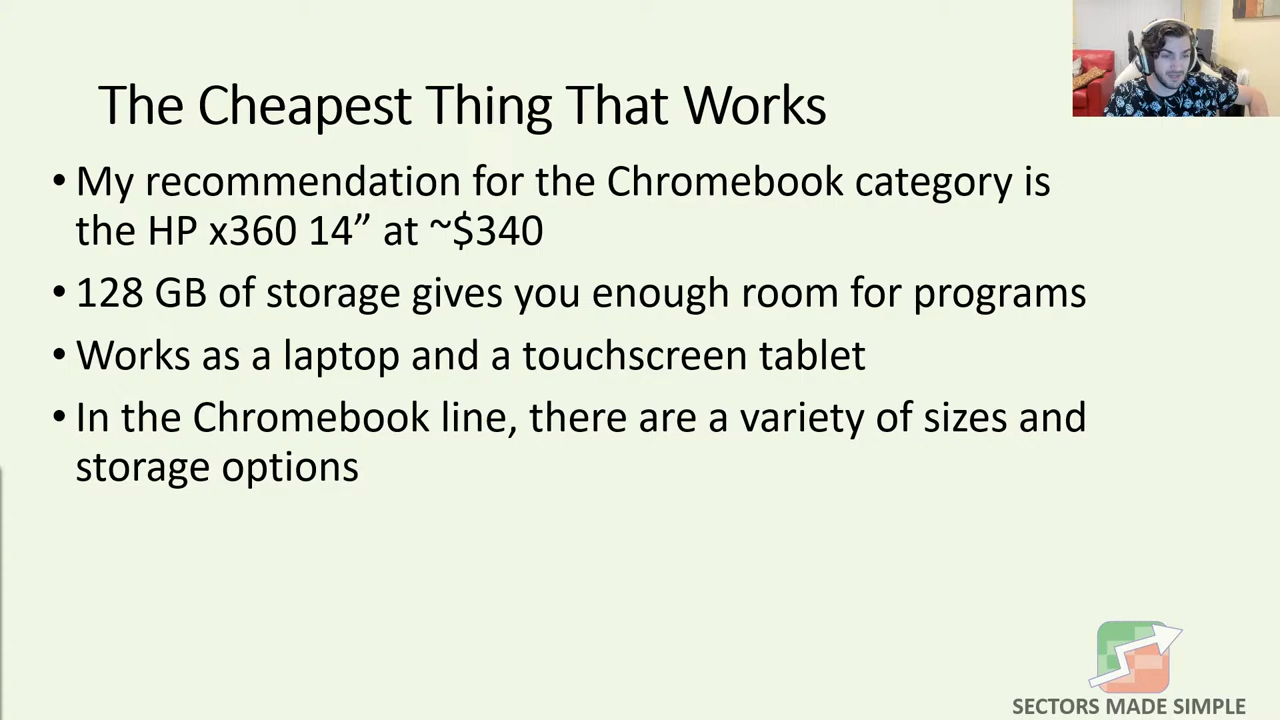 The Cheapest Thing That Works
• My recommendation for the Chromebook category is
the HP x360 14” at ~$340
• 128 GB of storage gives you enough room for programs
• Works as a laptop and a touchscreen tablet
• In the Chromebook line, there are a variety of sizes and
storage options
SECTORS MADE SIMPLE